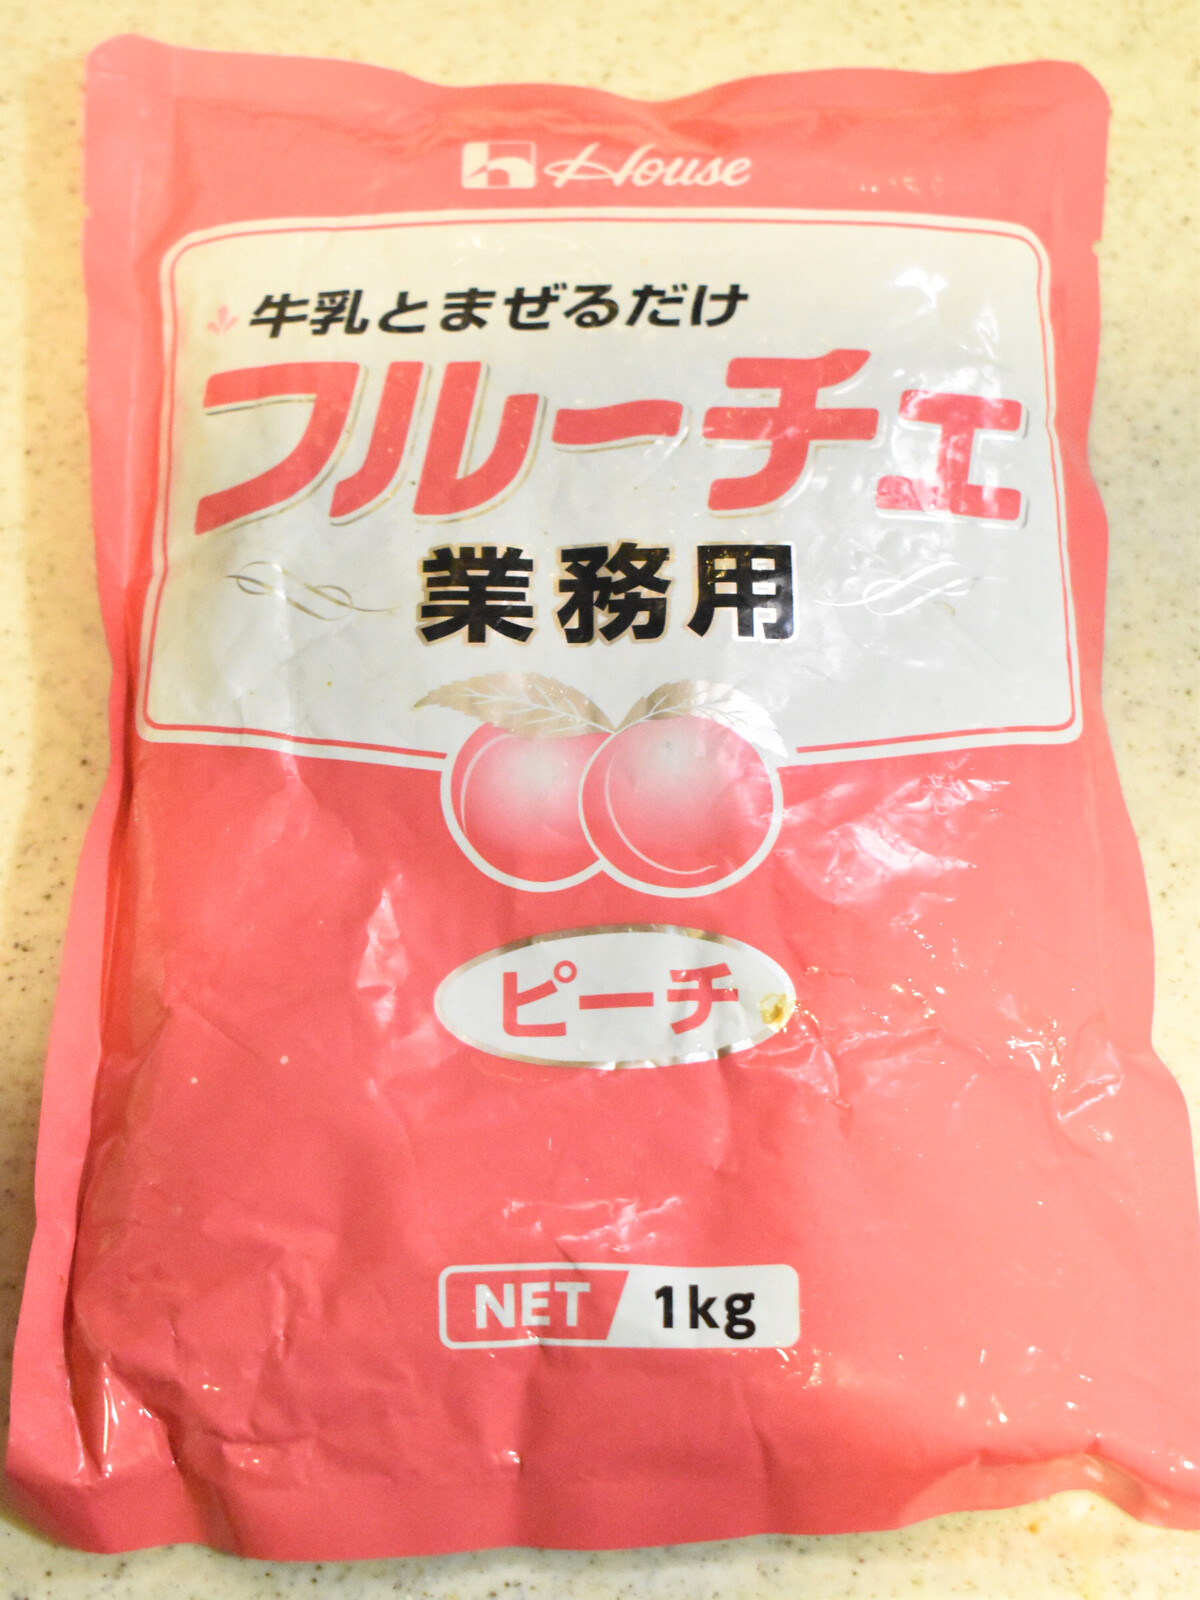 House
牛乳とまぜるだけ
フルーチェ
業務用
ピーチ
NET 1kg